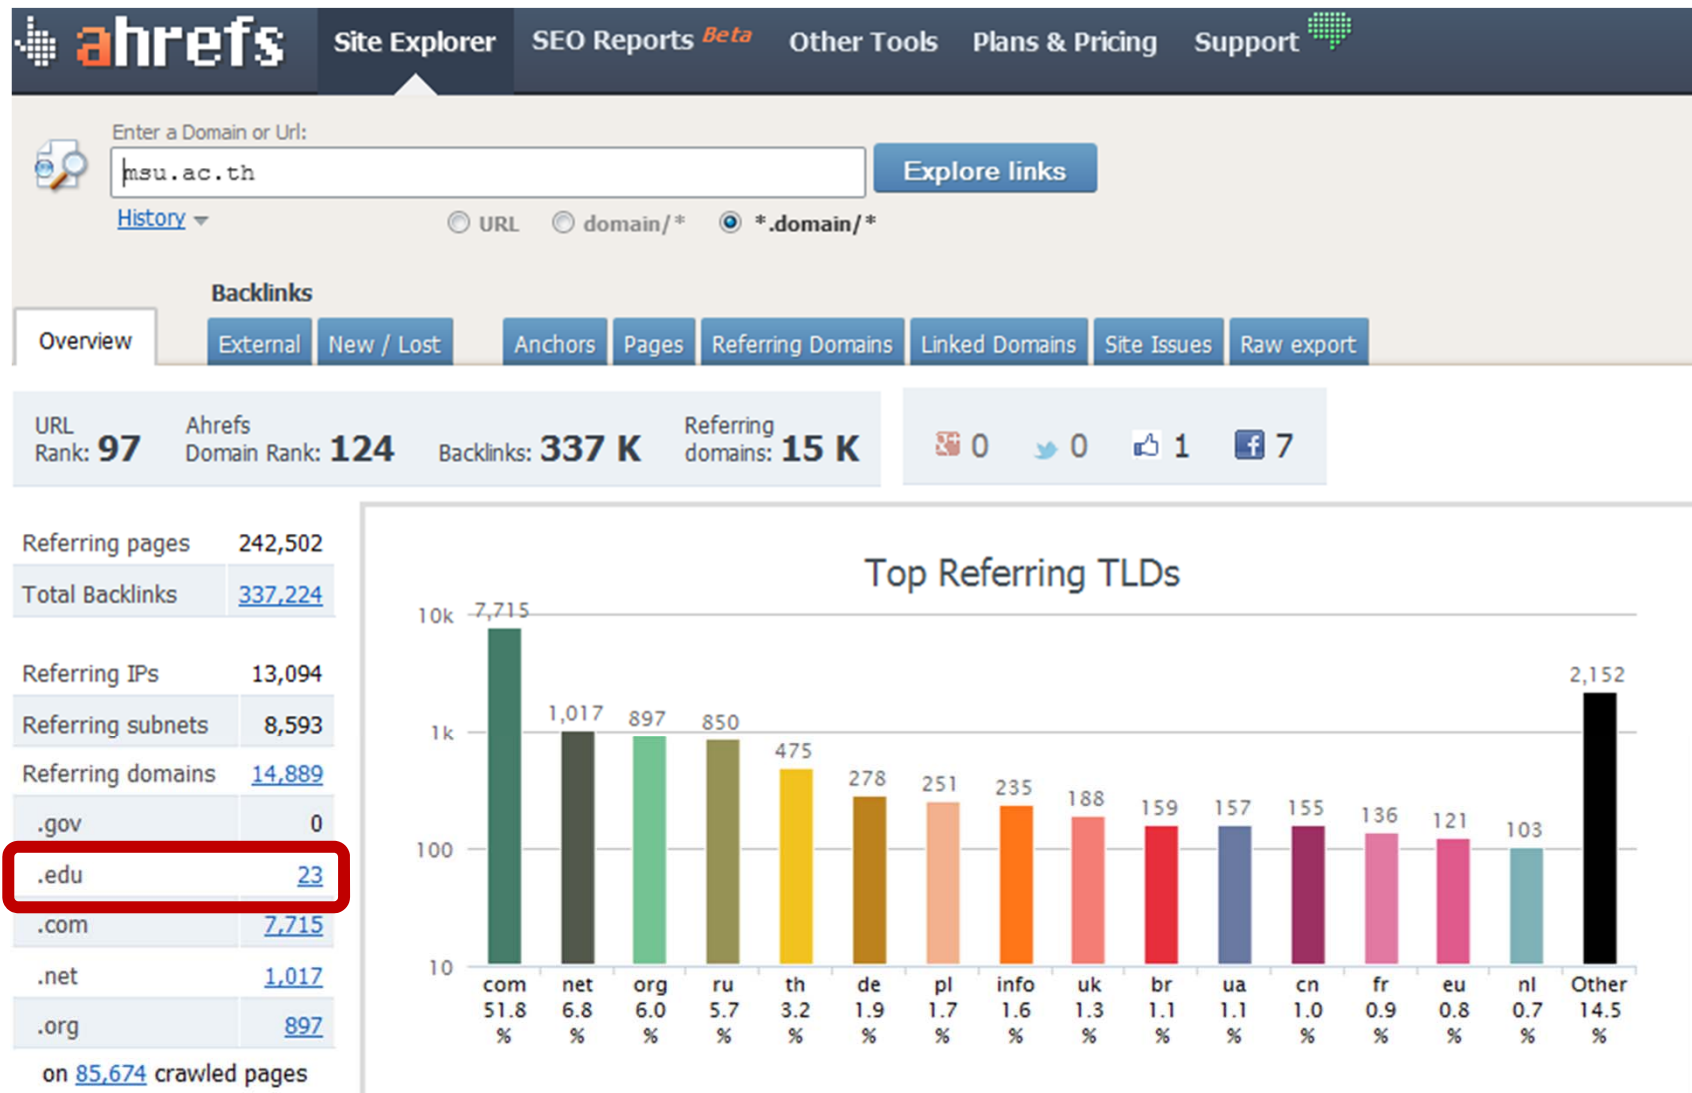 ahrefs Site Explorer SEO Reports Beta Other Tools Plans & Pricing Support
Enter a Domain or Url:
msu.ac.th Explore links
History URL domain/* *.domain/*
Backlinks
Overview External New / Lost Anchors Pages Referring Domains Linked Domains Site Issues Raw export
URL Rank: 97 Ahrefs Domain Rank: 124 Backlinks: 337 K Referring domains: 15 K 0 0 1 7
Referring pages 242,502
Total Backlinks 337,224
Referring IPs 13,094
Referring subnets 8,593
Referring domains 14,889
.gov 0
.edu 23
.com 7,715
.net 1,017
.org 897
on 85,674 crawled pages
Top Referring TLDs
10k
1k
100
10
7,715 1,017 897 850 475 278 251 235 188 159 157 155 136 121 103 2,152
com net org ru th de pl info uk br ua cn fr eu nl Other
51.8 6.8 6.0 5.7 3.2 1.9 1.7 1.6 1.3 1.1 1.1 1.0 0.9 0.8 0.7 14.5
% % % % % % % % % % % % % % % %